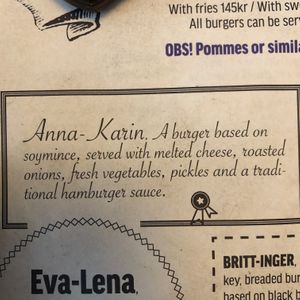 With fries 145kr / With sw
All burgers can be ser
OBS! Pommes or simila
Anna-Karin. A burger based on
soymince, served with melted cheese, roasted
onions, fresh vegetables, pickles and a tradi-
tional hamburger sauce.
Eva-Lena,
BRITT-INGER,
key, breaded bur
based on black b